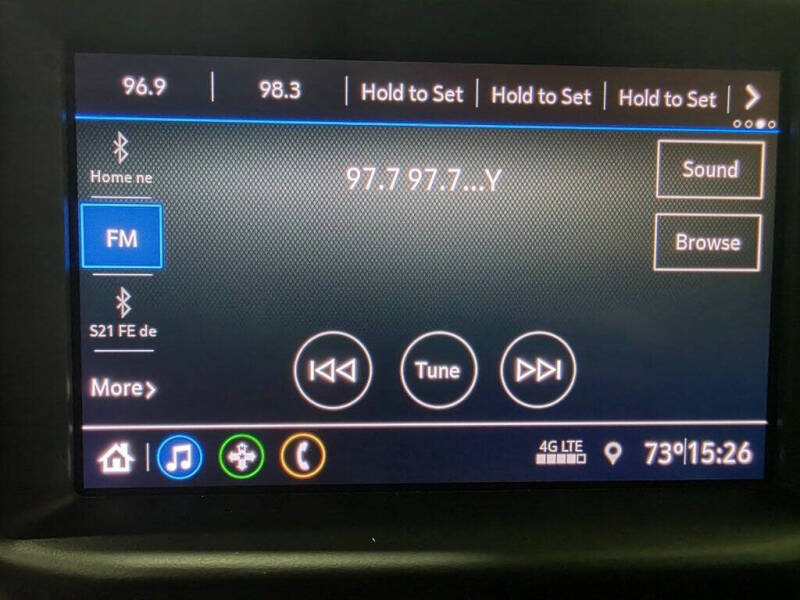 96.9 98.3 Hold to Set Hold to Set Hold to Set
Home ne
97.7 97.7...Y
Sound
FM
Browse
S21 FE de
Tune
More
4G LTE
73° 15:26